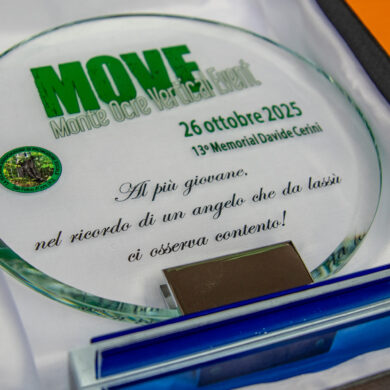 MOVE
Monte Ocre Vertical Event
26 ottobre 2025
13° Memorial Davide Cerini
Al più giovane,
nel ricordo di un angelo che da lassù
ci osserva contento!